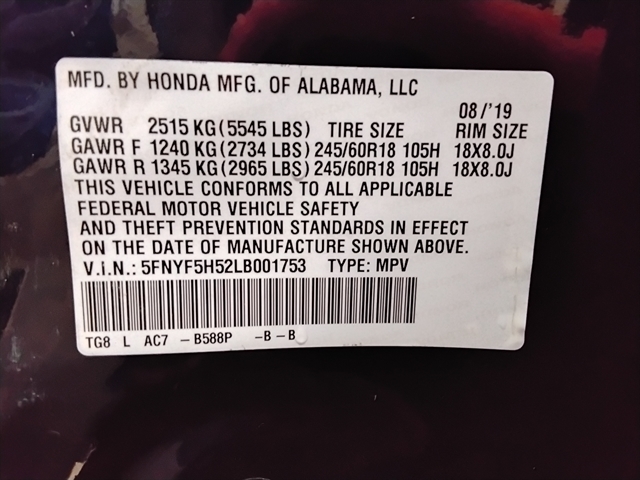 MFD. BY HONDA MFG. OF ALABAMA, LLC
08/'19
GVWR 2515 KG (5545 LBS) TIRE SIZE RIM SIZE
GAWR F 1240 KG (2734 LBS) 245/60R18 105H 18X8.0J
GAWR R 1345 KG (2965 LBS) 245/60R18 105H 18X8.0J
THIS VEHICLE CONFORMS TO ALL APPLICABLE
FEDERAL MOTOR VEHICLE SAFETY
AND THEFT PREVENTION STANDARDS IN EFFECT
ON THE DATE OF MANUFACTURE SHOWN ABOVE.
V.i.N.: 5FNYF5H52LB001753 TYPE: MPV
TG8 L AC7 - B588P - B - B